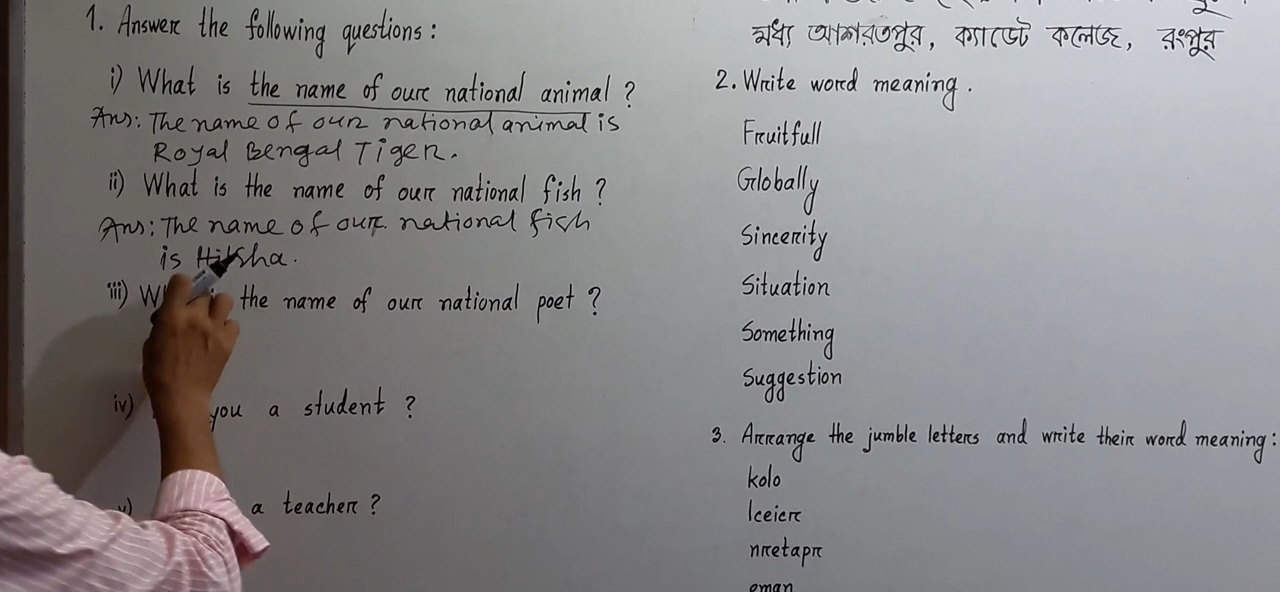 1. Answer the following questions:
i) What is the name of our national animal ?
Ans: The name of our national animal is
Royal Bengal Tiger.
ii) What is the name of our national fish ?
Ans: The name of our national fish
is Hilsha.
iii) the name of our national poet ?
iv) you a student ?
v) a teacher ?
মধ্য আশরতপুর, ক্যাডেট কলেজ, রংপুর
2. Write word meaning.
Fruitfull
Globally
Sincerity
Situation
Something
Suggestion
3. Arrange the jumble letters and write their word meaning:
kolo
lceicr
nretapr
eman